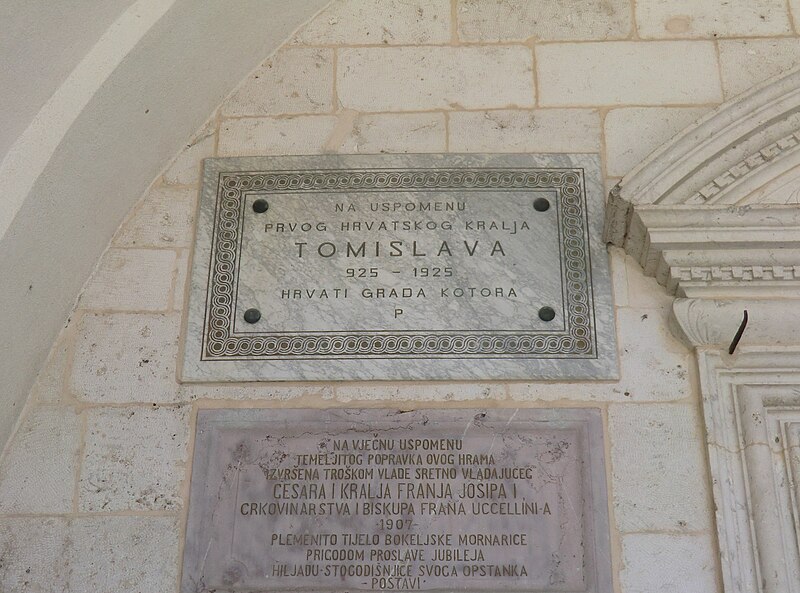 NA USPOMENU
PRVOG HRVATSKOG KRALJA
TOMISLAVA
925 – 1925
HRVATI GRADA KOTORA
P
NA VJEČNU USPOMENU
TEMELJITOG POPRAVKA OVOG HRAMA
IZVRŠENA TROŠKOM VLADE SRETNO VLADAJUĆEG
CESARA I KRALJA FRANJA JOSIPA I
CRKOVINARSTVA I BISKUPA FRANA UCCELLINI-A
-1907-
PLEMENITO TIJELO BOKELJSKE MORNARICE
PRIGODOM PROSLAVE JUBILEJA
HILJADU-STOGODIŠNJICE SVOGA OPSTANKA
- POSTAVI -